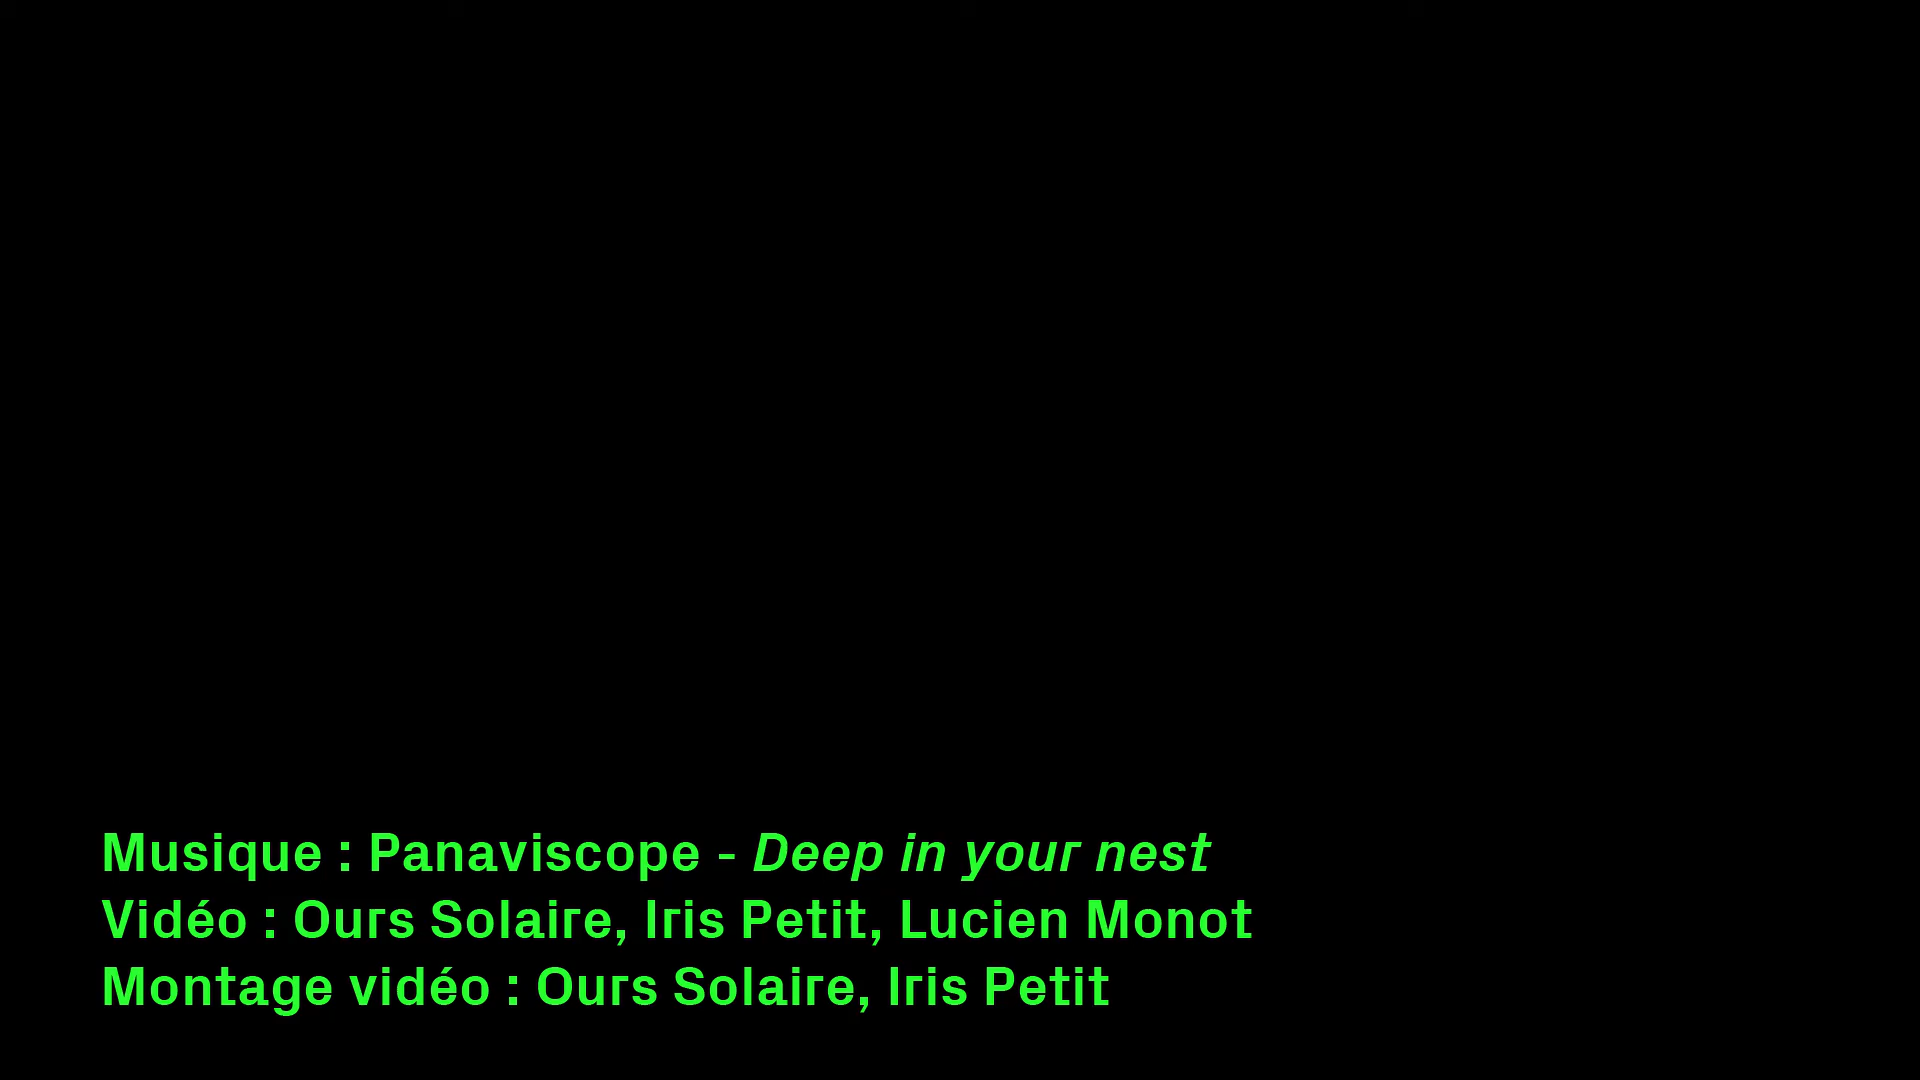 Musique : Panaviscope - Deep in your nest
Vidéo : Ours Solaire, Iris Petit, Lucien Monot
Montage vidéo : Ours Solaire, Iris Petit